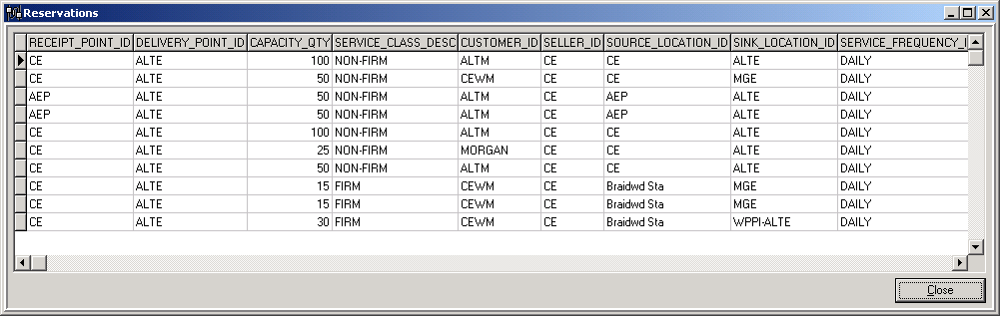 Reservations
RECEIPT_POINT_ID DELIVERY_POINT_ID CAPACITY_QTY SERVICE_CLASS_DESC CUSTOMER_ID SELLER_ID SOURCE_LOCATION_ID SINK_LOCATION_ID SERVICE_FREQUENCY_I
CE ALTE 100 NON-FIRM ALTM CE CE ALTE DAILY
CE ALTE 50 NON-FIRM CEWM CE CE MGE DAILY
AEP ALTE 50 NON-FIRM ALTM CE AEP ALTE DAILY
AEP ALTE 50 NON-FIRM ALTM CE AEP ALTE DAILY
CE ALTE 100 NON-FIRM ALTM CE CE ALTE DAILY
CE ALTE 25 NON-FIRM MORGAN CE CE ALTE DAILY
CE ALTE 50 NON-FIRM ALTM CE CE ALTE DAILY
CE ALTE 15 FIRM CEWM CE Braidwd Sta MGE DAILY
CE ALTE 15 FIRM CEWM CE Braidwd Sta MGE DAILY
CE ALTE 30 FIRM CEWM CE Braidwd Sta WPPI-ALTE DAILY
Close